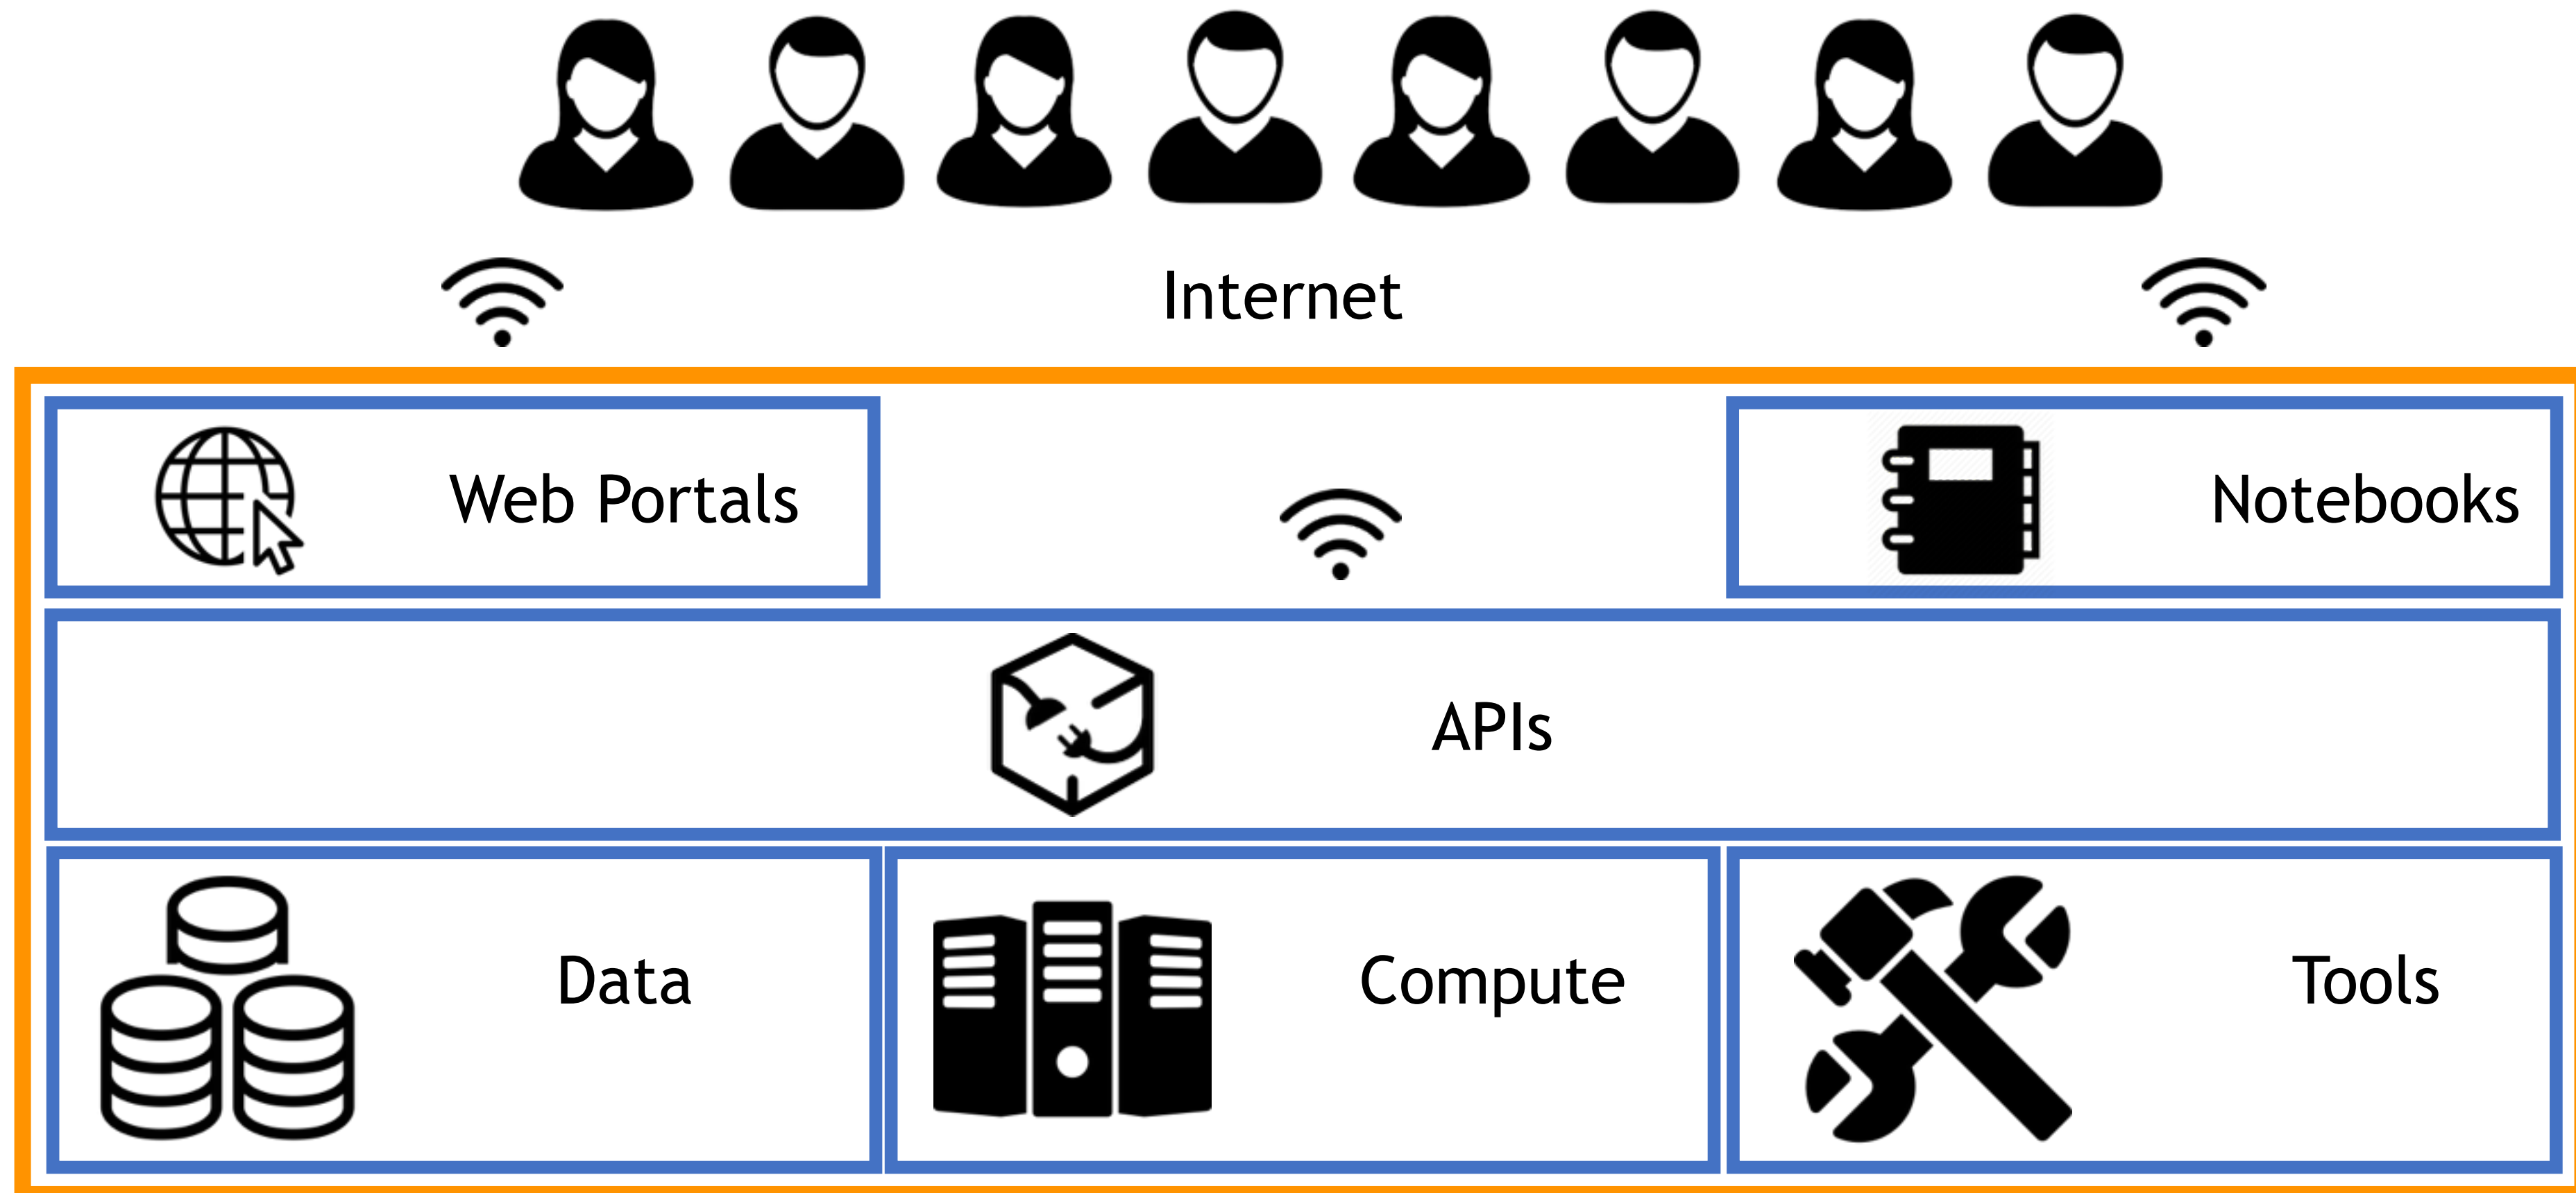 Internet
Web Portals
Notebooks
APIs
Data
Compute
Tools